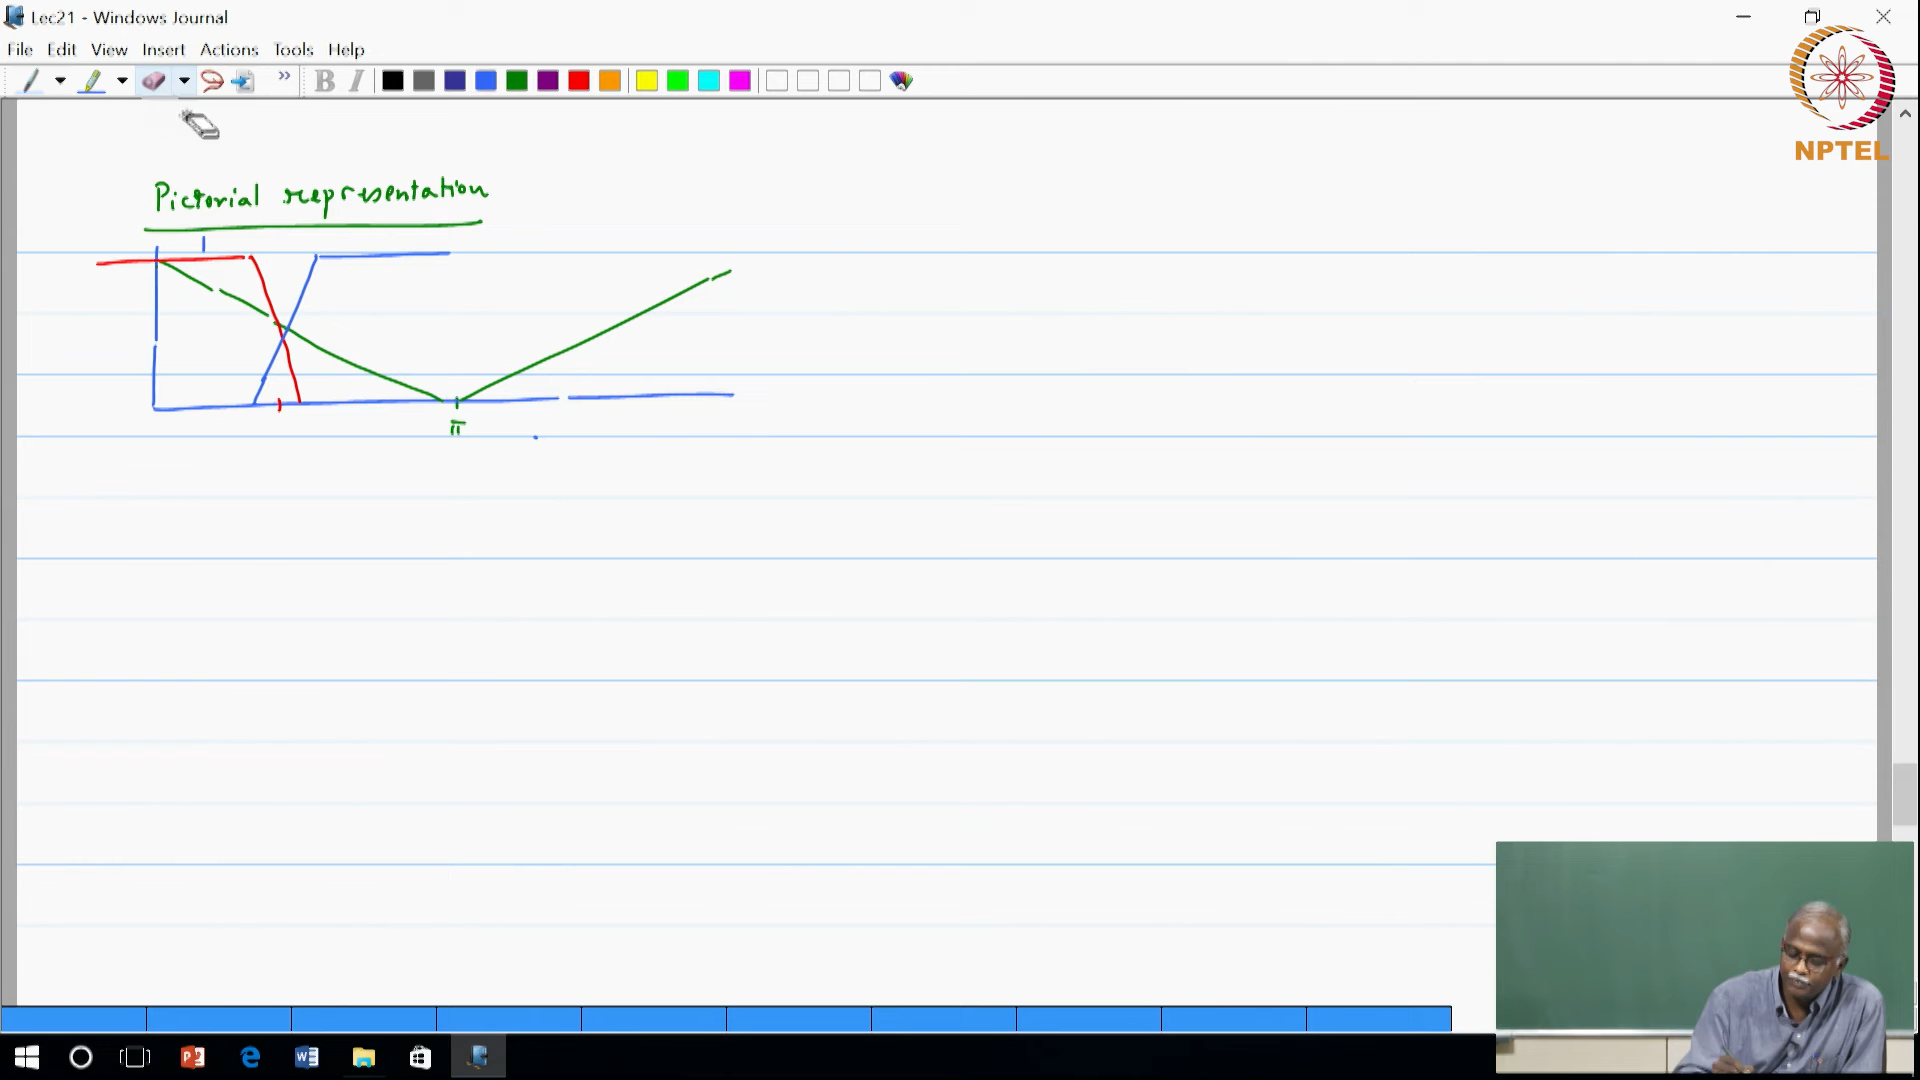 Lec21 - Windows Journal
File Edit View Insert Actions Tools Help
B I
NPTEL
Pictorial representation
π